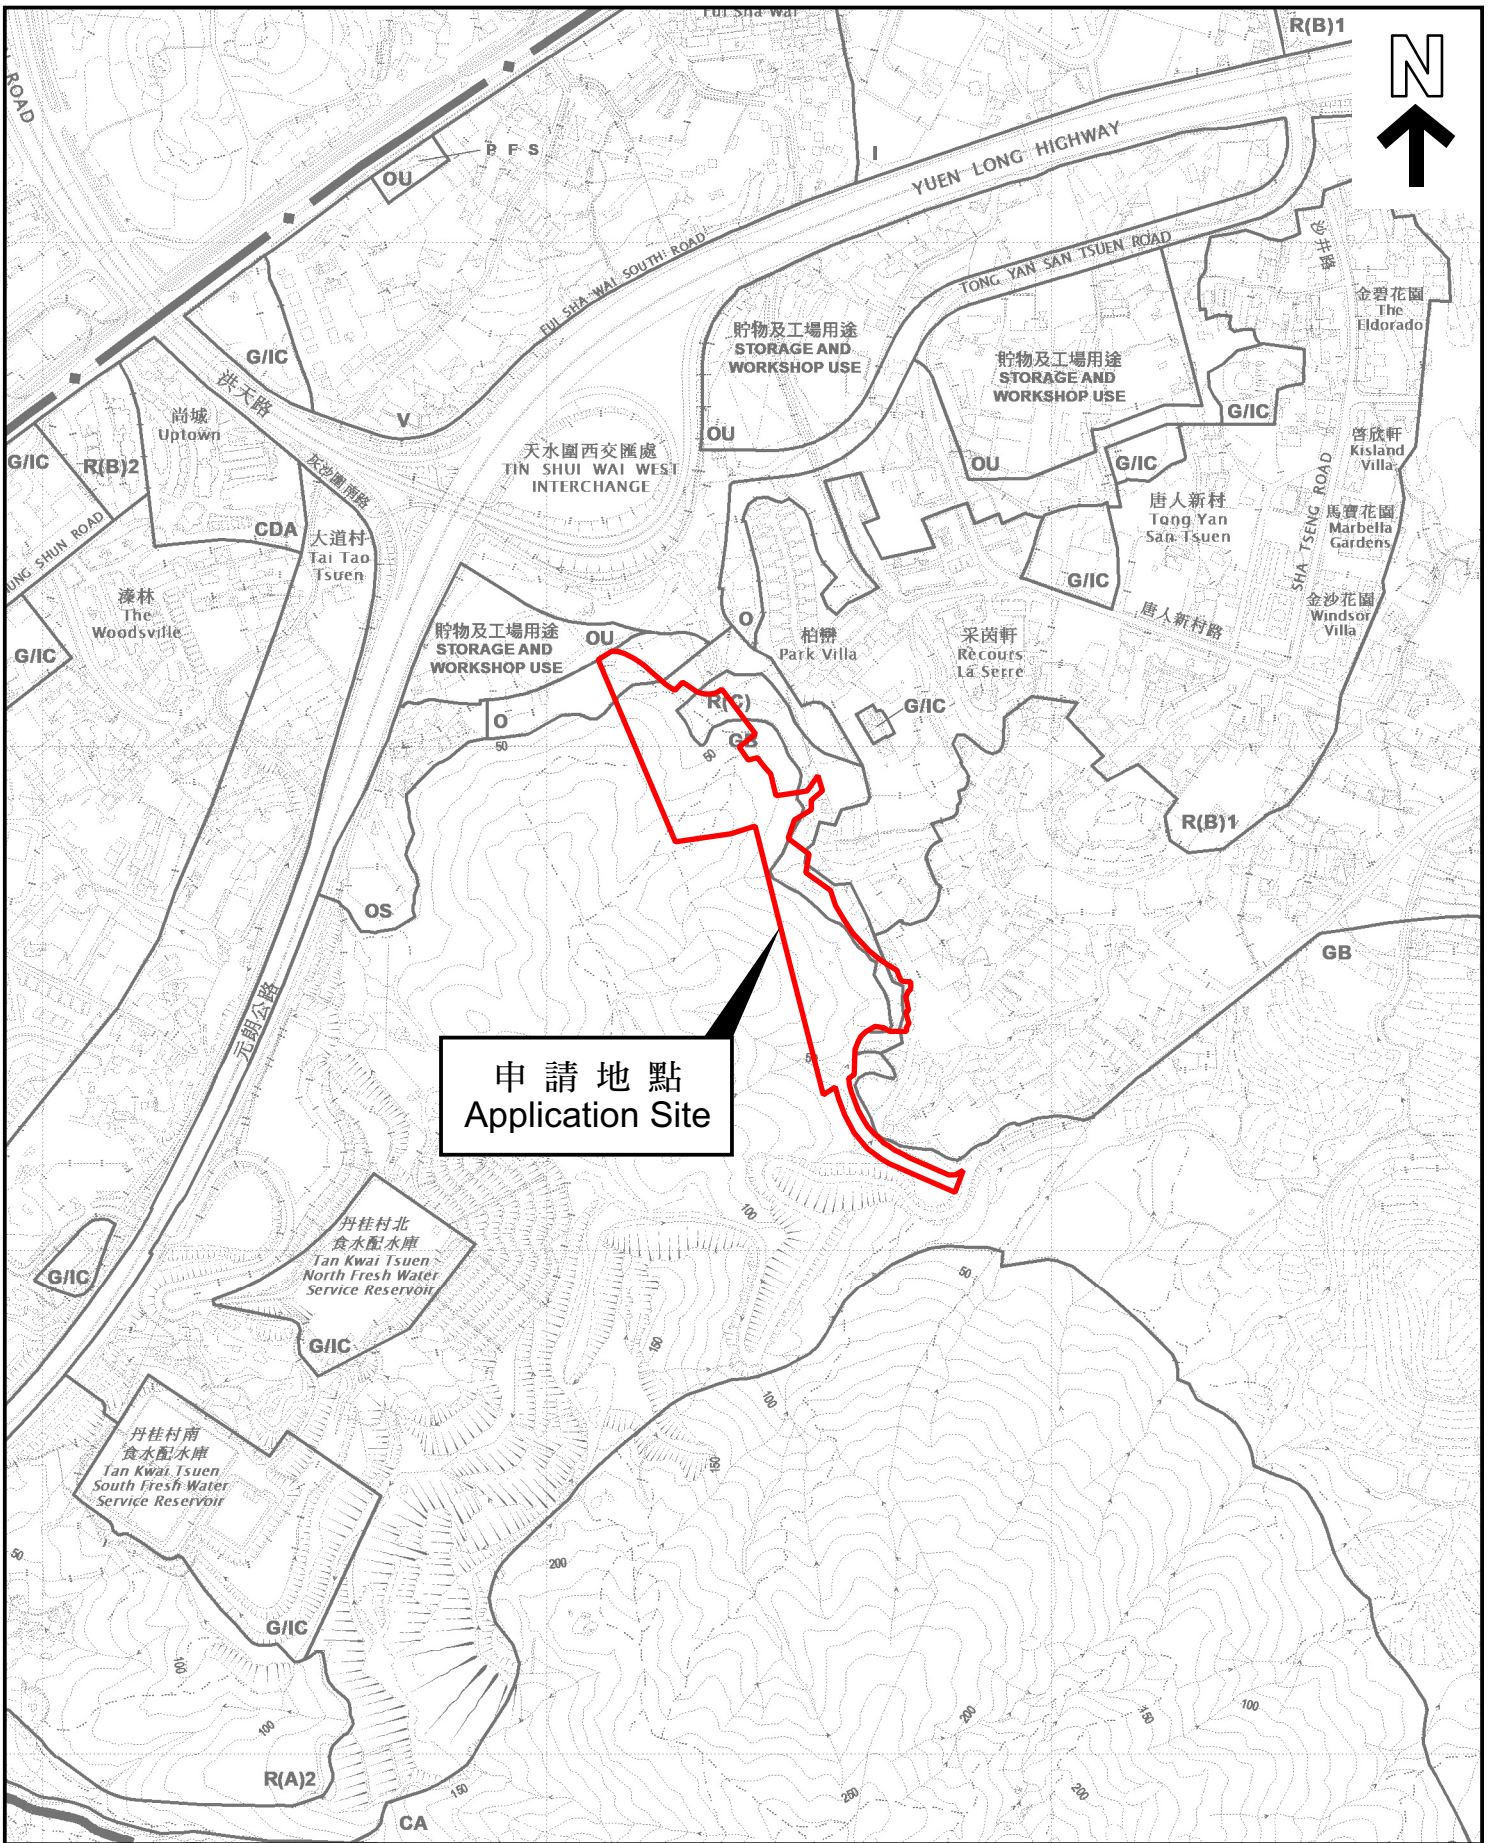 Fui Sha Wai
R(B)1
N
ROAD
P F S
OU
I
YUEN LONG HIGHWAY
FUI SHA WAI SOUTH ROAD
TONG YAN SAN TSUEN ROAD
沙井路
金碧花園
The
Eldorado
貯物及工場用途
STORAGE AND
WORKSHOP USE
貯物及工場用途
STORAGE AND
WORKSHOP USE
G/IC
洪天路
尚城
Uptown
V
G/IC
OU
天水圍西交匯處
TIN SHUI WAI WEST
INTERCHANGE
啓欣軒
Kisland
Villa
G/IC
R(B)2
OU
G/IC
灰沙圍南路
唐人新村
Tong Yan
San Tsuen
SHA TSENG ROAD
馬寶花園
Marbella
Gardens
CDA
大道村
Tai Tao
Tsuen
HUNG SHUN ROAD
G/IC
溱林
The
Woodsville
金沙花園
Windsor
Villa
唐人新村路
O
貯物及工場用途
STORAGE AND
WORKSHOP USE
OU
柏巒
Park Villa
采茵軒
Recours
La Serre
G/IC
R(C)
G/IC
O
50
GB
50
R(B)1
OS
GB
元朗公路
50
申請地點
Application Site
100
丹桂村北
食水配水庫
Tan Kwai Tsuen
North Fresh Water
Service Reservoir
G/IC
50
G/IC
150
100
丹桂村南
食水配水庫
Tan Kwai Tsuen
South Fresh Water
Service Reservoir
150
50
200
G/IC
100
100
200
150
100
R(A)2
150
250
200
CA